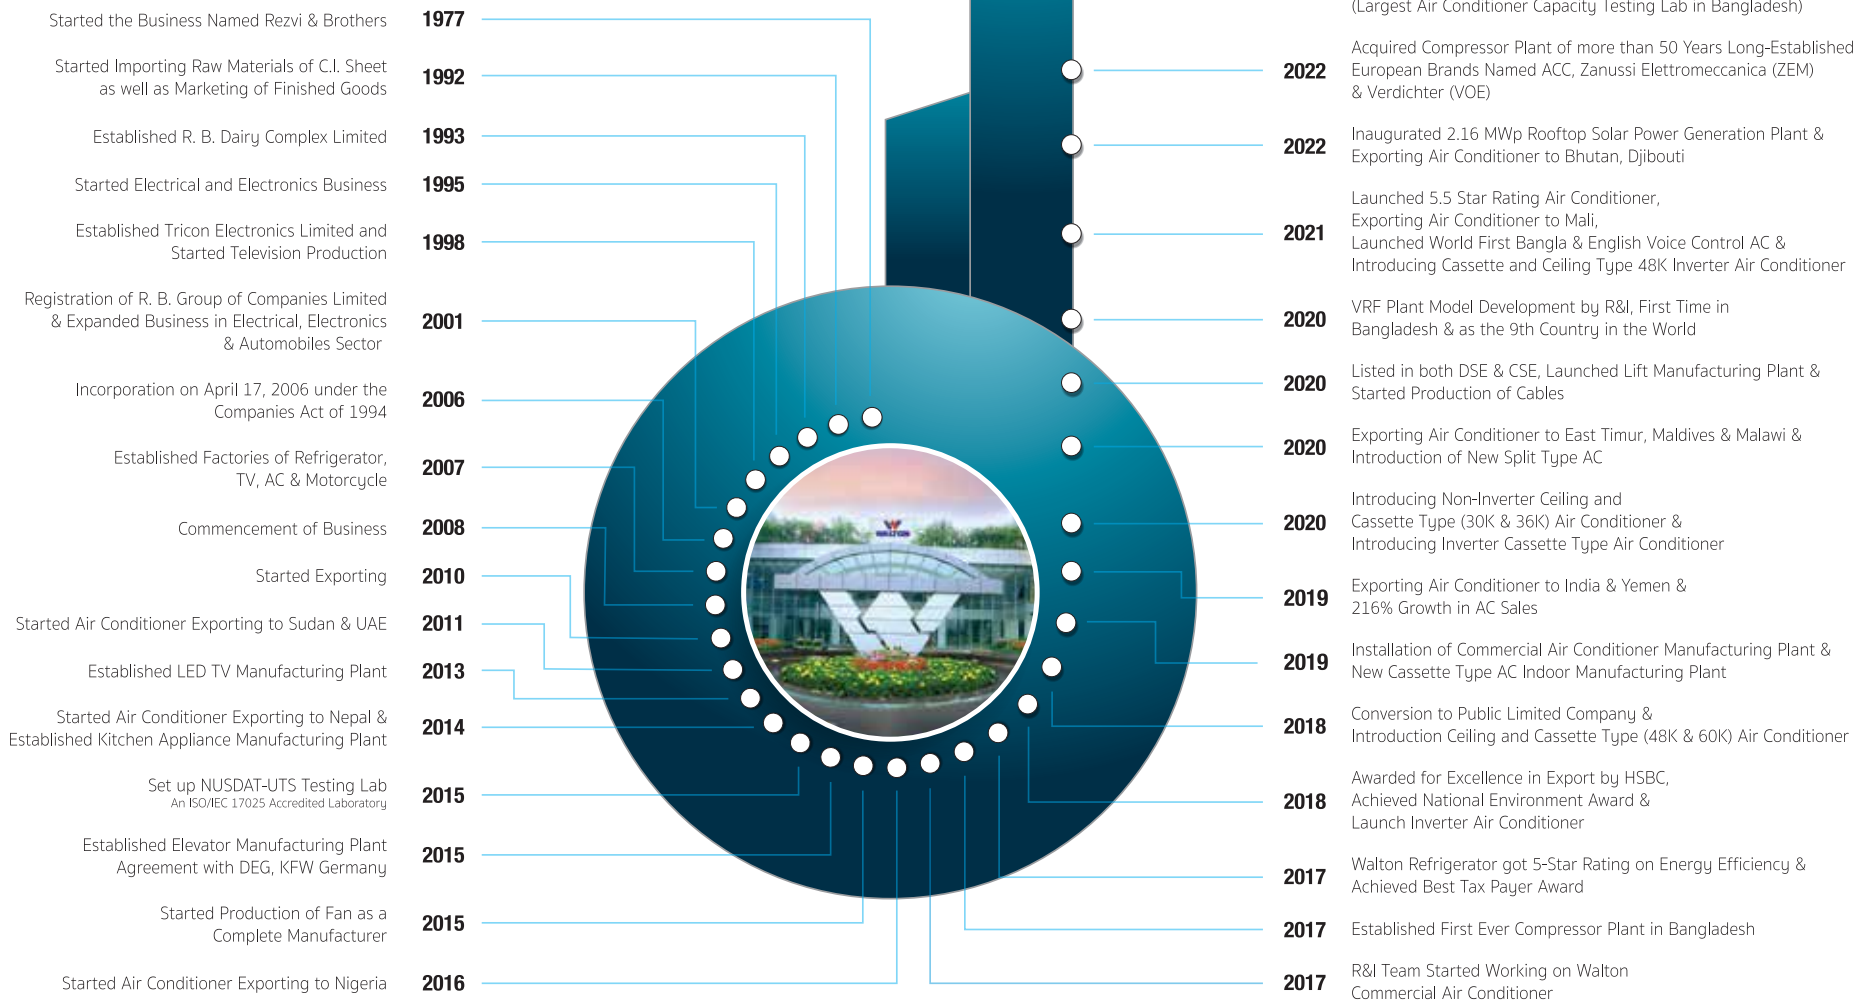 Started the Business Named Rezvi & Brothers
1977
Started Importing Raw Materials of C.I. Sheet
as well as Marketing of Finished Goods
1992
Established R. B. Dairy Complex Limited
1993
Started Electrical and Electronics Business
1995
Established Tricon Electronics Limited and
Started Television Production
1998
Registration of R. B. Group of Companies Limited
& Expanded Business in Electrical, Electronics
& Automobiles Sector
2001
Incorporation on April 17, 2006 under the
Companies Act of 1994
2006
Established Factories of Refrigerator,
TV, AC & Motorcycle
2007
Commencement of Business
2008
Started Exporting
2010
Started Air Conditioner Exporting to Sudan & UAE
2011
Established LED TV Manufacturing Plant
2013
Started Air Conditioner Exporting to Nepal &
Established Kitchen Appliance Manufacturing Plant
2014
Set up NUSDAT-UTS Testing Lab
An ISO/IEC 17025 Accredited Laboratory
2015
Established Elevator Manufacturing Plant
Agreement with DEG, KFW Germany
2015
Started Production of Fan as a
Complete Manufacturer
2015
Started Air Conditioner Exporting to Nigeria
2016
WALTON
(Largest Air Conditioner Capacity Testing Lab in Bangladesh)
2022
Acquired Compressor Plant of more than 50 Years Long-Established
European Brands Named ACC, Zanussi Elettromeccanica (ZEM)
& Verdichter (VOE)
2022
Inaugurated 2.16 MWp Rooftop Solar Power Generation Plant &
Exporting Air Conditioner to Bhutan, Djibouti
2021
Launched 5.5 Star Rating Air Conditioner,
Exporting Air Conditioner to Mali,
Launched World First Bangla & English Voice Control AC &
Introducing Cassette and Ceiling Type 48K Inverter Air Conditioner
2020
VRF Plant Model Development by R&I, First Time in
Bangladesh & as the 9th Country in the World
2020
Listed in both DSE & CSE, Launched Lift Manufacturing Plant &
Started Production of Cables
2020
Exporting Air Conditioner to East Timur, Maldives & Malawi &
Introduction of New Split Type AC
2020
Introducing Non-Inverter Ceiling and
Cassette Type (30K & 36K) Air Conditioner &
Introducing Inverter Cassette Type Air Conditioner
2019
Exporting Air Conditioner to India & Yemen &
216% Growth in AC Sales
2019
Installation of Commercial Air Conditioner Manufacturing Plant &
New Cassette Type AC Indoor Manufacturing Plant
2018
Conversion to Public Limited Company &
Introduction Ceiling and Cassette Type (48K & 60K) Air Conditioner
2018
Awarded for Excellence in Export by HSBC,
Achieved National Environment Award &
Launch Inverter Air Conditioner
2017
Walton Refrigerator got 5-Star Rating on Energy Efficiency &
Achieved Best Tax Payer Award
2017
Established First Ever Compressor Plant in Bangladesh
2017
R&I Team Started Working on Walton
Commercial Air Conditioner